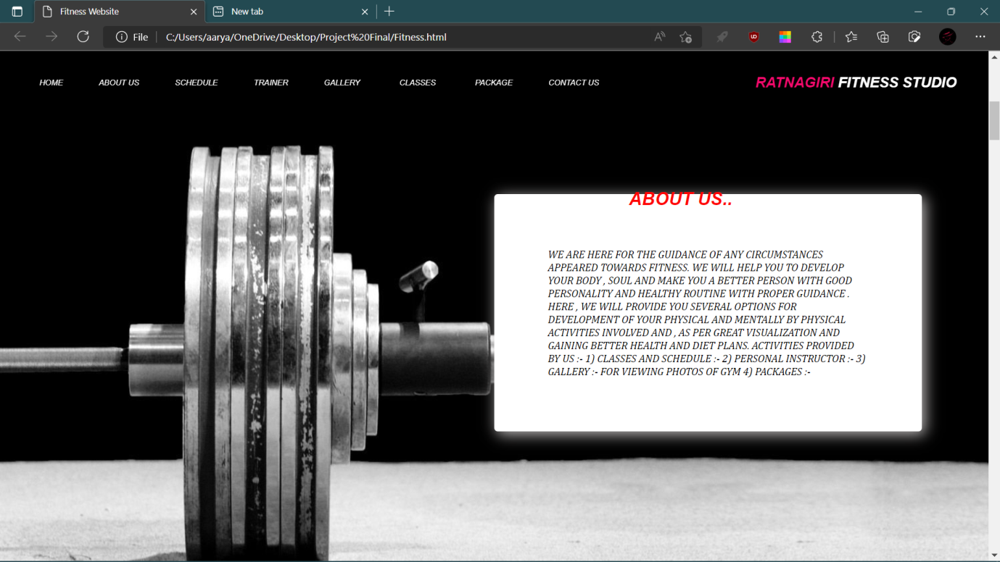 Fitness Website
New tab
File
C:/Users/aarya/OneDrive/Desktop/Project%20Final/Fitness.html
HOME ABOUT US SCHEDULE TRAINER GALLERY CLASSES PACKAGE CONTACT US
RATNAGIRI FITNESS STUDIO
ABOUT US..
WE ARE HERE FOR THE GUIDANCE OF ANY CIRCUMSTANCES
APPEARED TOWARDS FITNESS. WE WILL HELP YOU TO DEVELOP
YOUR BODY , SOUL AND MAKE YOU A BETTER PERSON WITH GOOD
PERSONALITY AND HEALTHY ROUTINE WITH PROPER GUIDANCE .
HERE , WE WILL PROVIDE YOU SEVERAL OPTIONS FOR
DEVELOPMENT OF YOUR PHYSICAL AND MENTALLY BY PHYSICAL
ACTIVITIES INVOLVED AND , AS PER GREAT VISUALIZATION AND
GAINING BETTER HEALTH AND DIET PLANS. ACTIVITIES PROVIDED
BY US :- 1) CLASSES AND SCHEDULE :- 2) PERSONAL INSTRUCTOR :- 3)
GALLERY :- FOR VIEWING PHOTOS OF GYM 4) PACKAGES :-